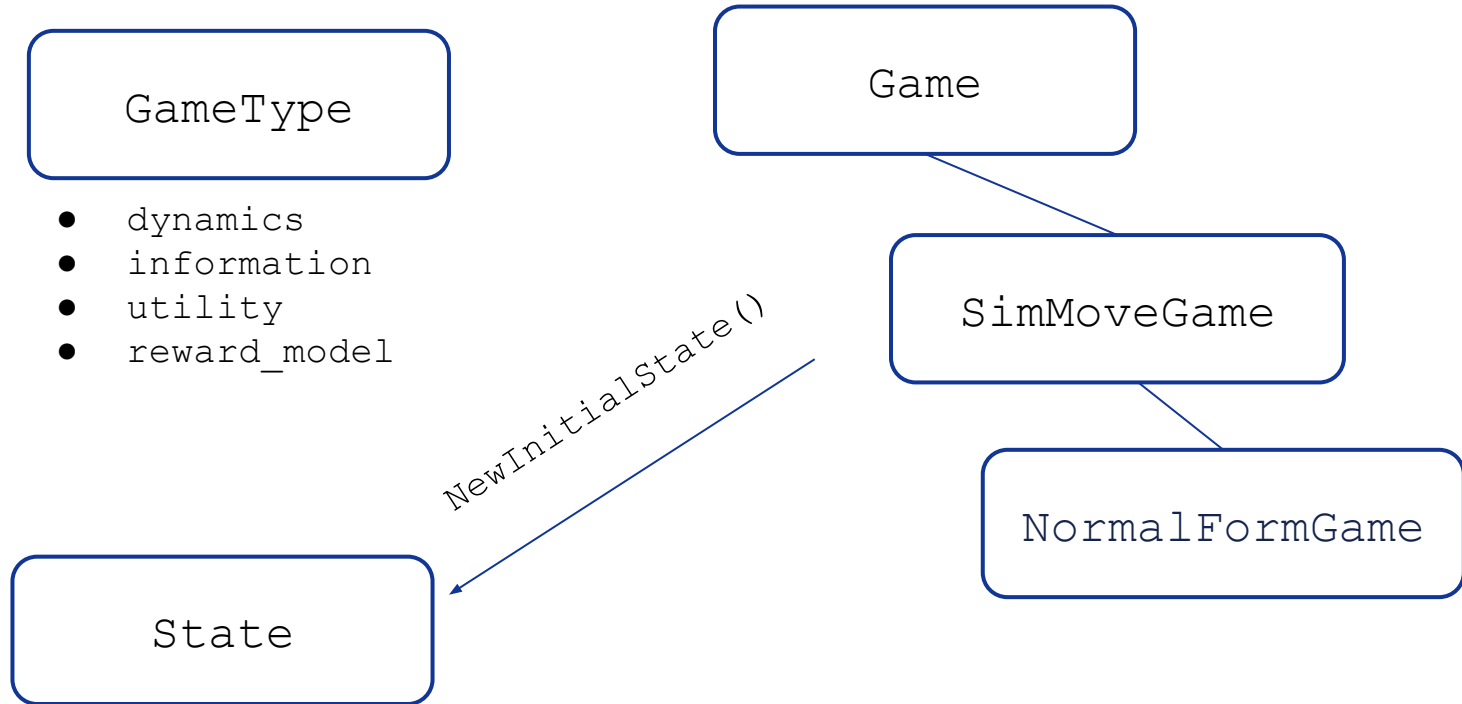 GameType
● dynamics
● information
● utility
● reward_model
Game
SimMoveGame
NormalFormGame
NewInitialState()
State